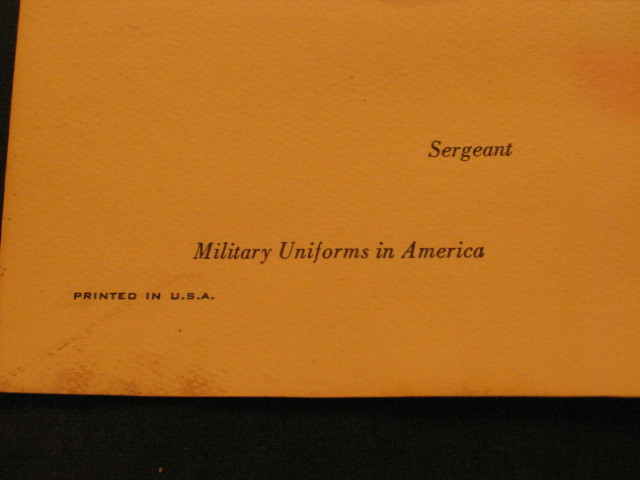 Sergeant
Military Uniforms in America
PRINTED IN U.S.A.